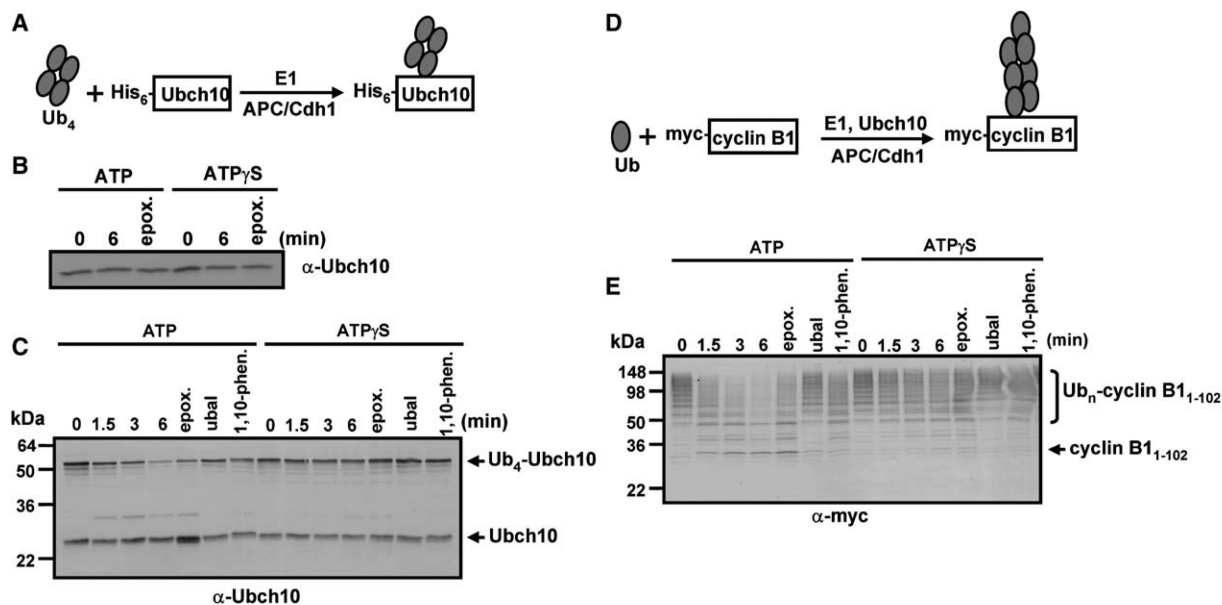 A
Ub4 + His6-Ubch10 E1 APC/Cdh1 His6-Ubch10
B
ATP ATPγS
0 6 epox. 0 6 epox. (min)
α-Ubch10
C
ATP ATPγS
kDa 0 1.5 3 6 epox. ubal 1,10-phen. 0 1.5 3 6 epox. ubal 1,10-phen. (min)
64
50
36
22
Ub4-Ubch10
Ubch10
α-Ubch10
D
Ub + myc-cyclin B1 E1, Ubch10 APC/Cdh1 myc-cyclin B1
E
ATP ATPγS
kDa 0 1.5 3 6 epox. ubal 1,10-phen. 0 1.5 3 6 epox. ubal 1,10-phen. (min)
148
98
50
36
22
Ubn-cyclin B11-102
cyclin B11-102
α-myc